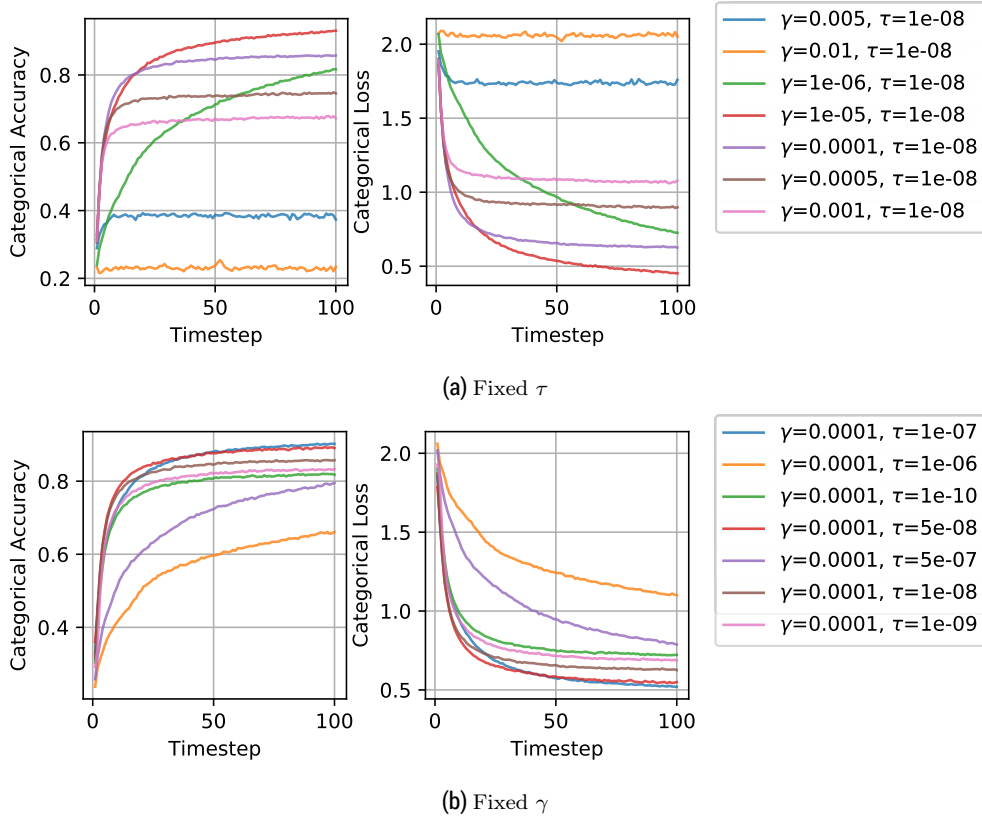 0.8
0.6
0.4
0.2
Categorical Accuracy
0
50
100
Timestep
2.0
1.5
1.0
0.5
Categorical Loss
0
50
100
Timestep
γ=0.005, τ=1e-08
γ=0.01, τ=1e-08
γ=1e-06, τ=1e-08
γ=1e-05, τ=1e-08
γ=0.0001, τ=1e-08
γ=0.0005, τ=1e-08
γ=0.001, τ=1e-08
(a) Fixed τ
0.8
0.6
0.4
Categorical Accuracy
0
50
100
Timestep
2.0
1.5
1.0
0.5
Categorical Loss
0
50
100
Timestep
γ=0.0001, τ=1e-07
γ=0.0001, τ=1e-06
γ=0.0001, τ=1e-10
γ=0.0001, τ=5e-08
γ=0.0001, τ=5e-07
γ=0.0001, τ=1e-08
γ=0.0001, τ=1e-09
(b) Fixed γ